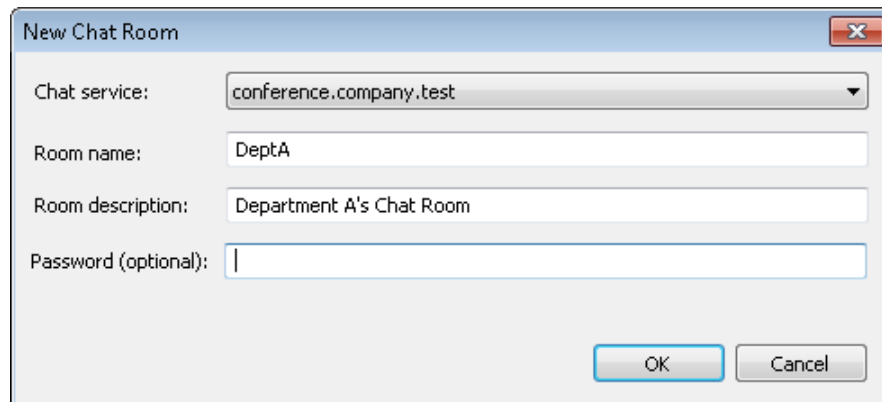 New Chat Room
Chat service: conference.company.test
Room name: DeptA
Room description: Department A's Chat Room
Password (optional):
OK Cancel